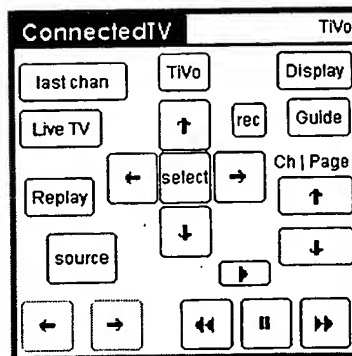 ConnectedTV TiVo
last chan TiVo Display
Live TV rec Guide
select Ch | Page
Replay
source